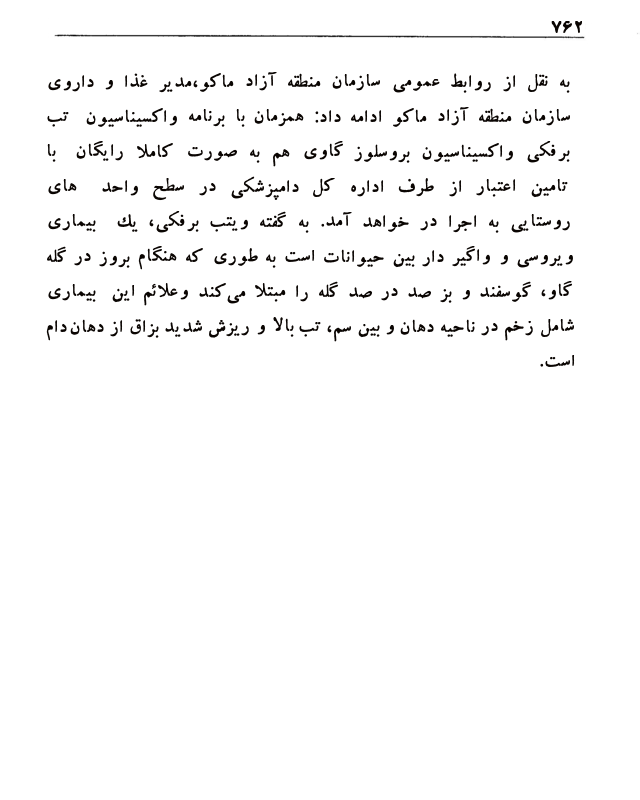 ۷۶۲
به نقل از روابط عمومی سازمان منطقه آزاد ماکو،مدیر غذا و داروی
سازمان منطقه آزاد ماکو ادامه داد: همزمان با برنامه واکسیناسیون تب
برفکی واکسیناسیون بروسلوز گاوی هم به صورت کاملا رایگان با
تامین اعتبار از طرف اداره کل دامپزشکی در سطح واحد های
روستایی به اجرا در خواهد آمد. به گفته ویتب برفکی، یك بیماری
ویروسی و واگیر دار بین حیوانات است به طوری که هنگام بروز در گله
گاو، گوسفند و بز صد در صد گله را مبتلا می‌کند وعلائم این بیماری
شامل زخم در ناحیه دهان و بین سم، تب بالا و ریزش شدید بزاق از دهان دام
است.